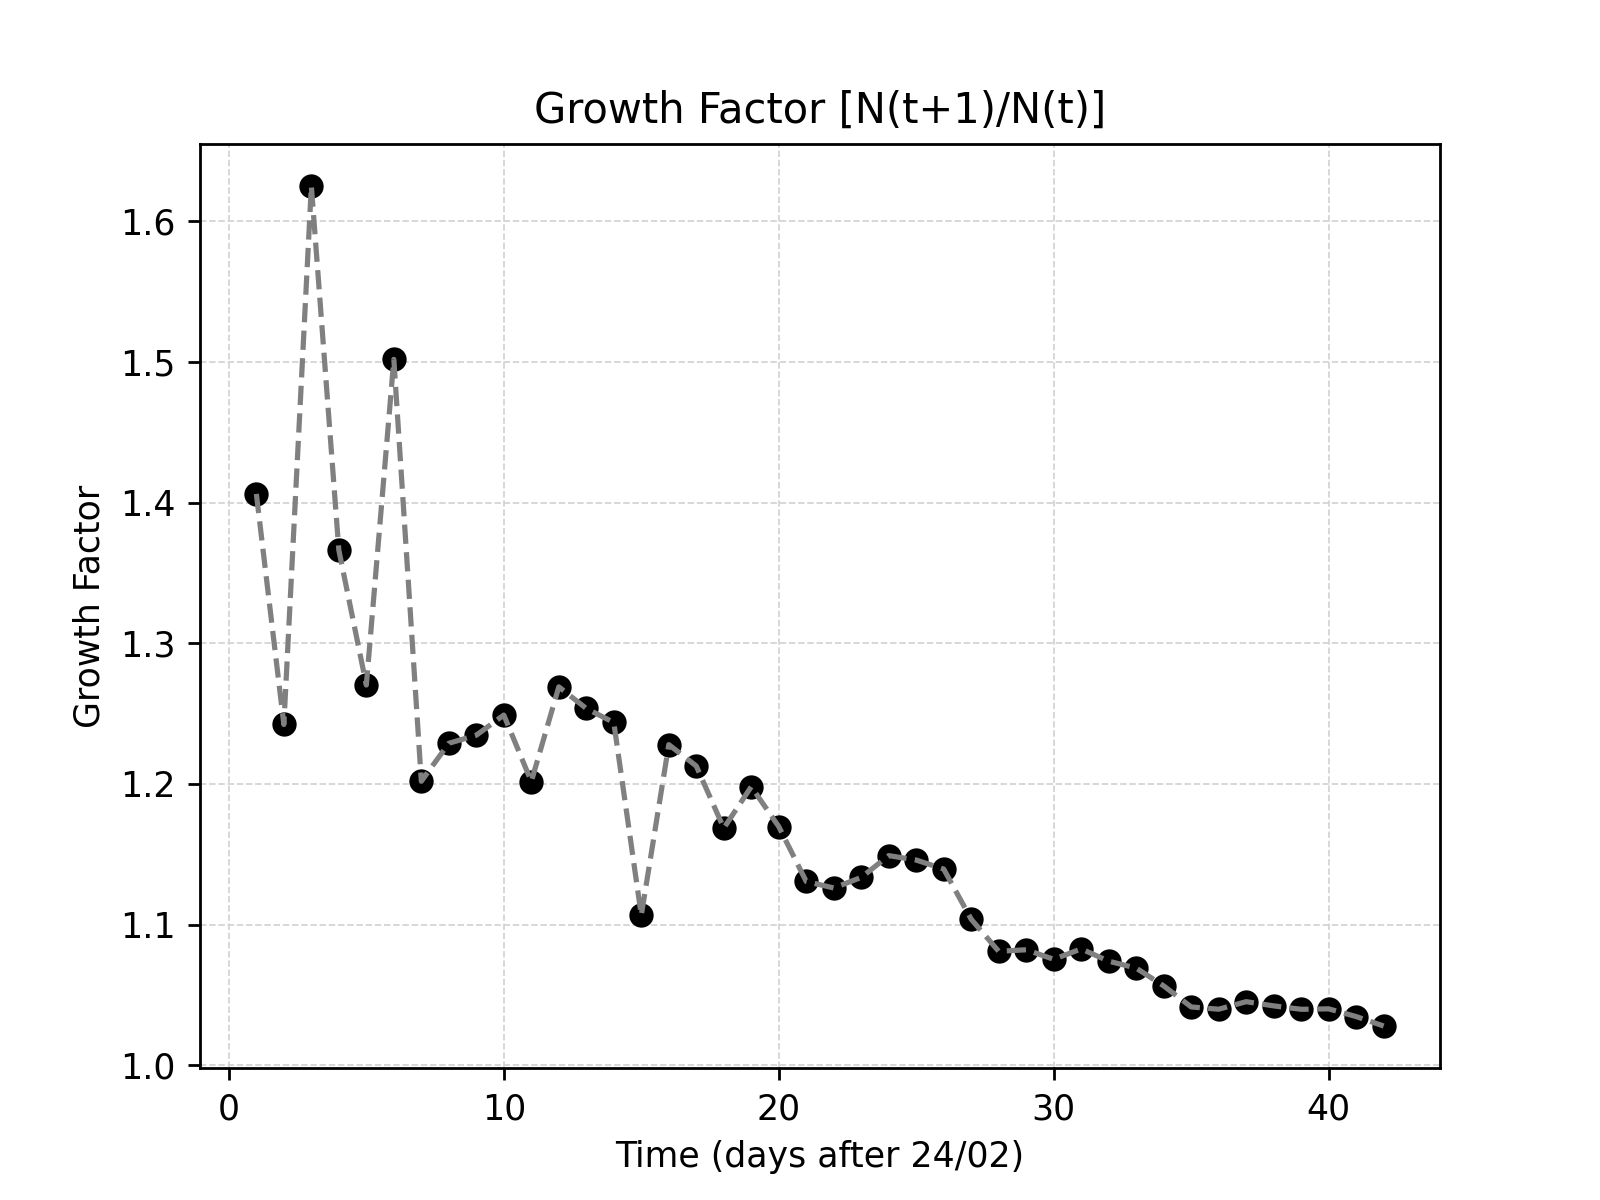 Growth Factor [N(t+1)/N(t)]
Growth Factor
1.6
1.5
1.4
1.3
1.2
1.1
1.0
0 10 20 30 40
Time (days after 24/02)